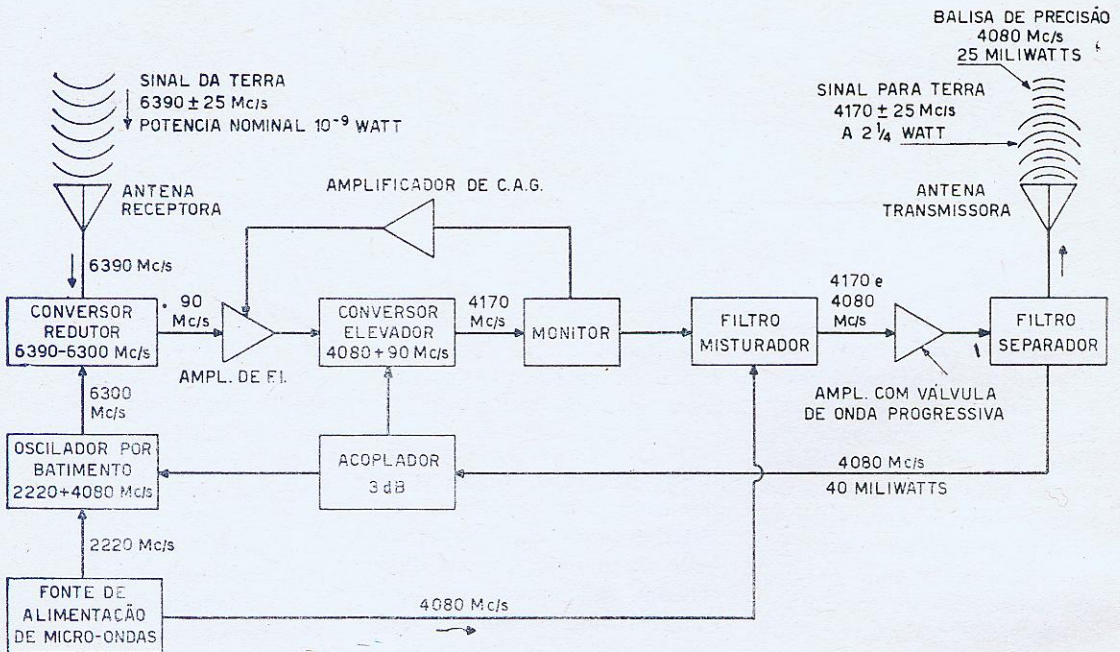 BALISA DE PRECISÃO
4080 Mc/s
25 MILIWATTS
SINAL DA TERRA
6390 ± 25 Mc/s
POTENCIA NOMINAL 10⁻⁹ WATT
SINAL PARA TERRA
4170 ± 25 Mc/s
A 2 1/4 WATT
ANTENA
RECEPTORA
AMPLIFICADOR DE C.A.G.
ANTENA
TRANSMISSORA
6390 Mc/s
CONVERSOR
REDUTOR
6390-6300 Mc/s
90
Mc/s
AMPL. DE F.I.
CONVERSOR
ELEVADOR
4080+90 Mc/s
4170
Mc/s
MONITOR
FILTRO
MISTURADOR
4170 e
4080
Mc/s
AMPL. COM VÁLVULA
DE ONDA PROGRESSIVA
FILTRO
SEPARADOR
6300
Mc/s
OSCILADOR POR
BATIMENTO
2220+4080 Mc/s
ACOPLADOR
3 dB
4080 Mc/s
40 MILIWATTS
2220 Mc/s
FONTE DE
ALIMENTAÇÃO
DE MICRO-ONDAS
4080 Mc/s